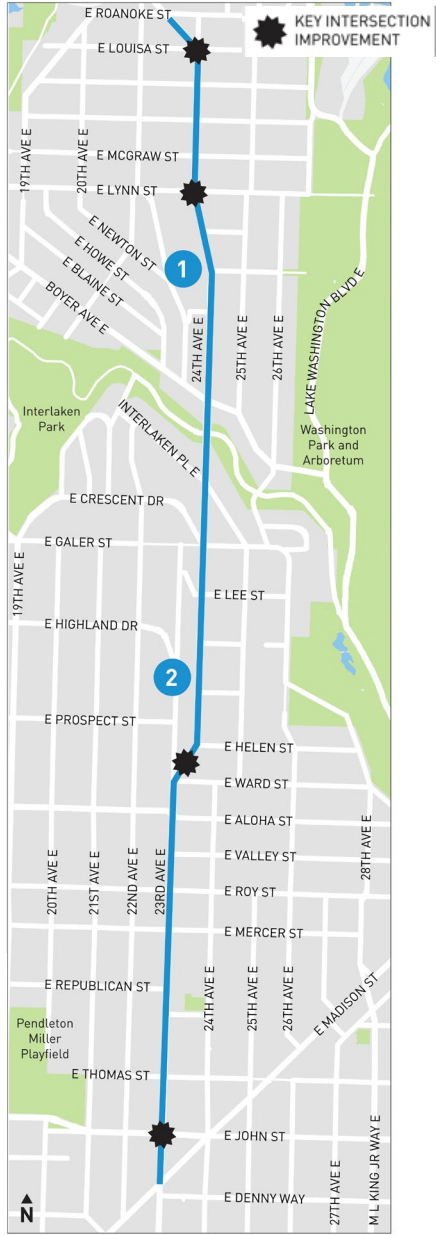 KEY INTERSECTION
IMPROVEMENT
E ROANOKE ST
E LOUISA ST
19TH AVE E
20TH AVE E
E MCGRAW ST
E LYNN ST
E NEWTON ST
E HOWE ST
E BLAINE ST
BOYER AVE E
1
24TH AVE E
25TH AVE E
26TH AVE E
LAKE WASHINGTON BLVD E
Interlaken
Park
INTERLAKEN PL E
Washington
Park and
Arboretum
E CRESCENT DR
E GALER ST
19TH AVE E
E LEE ST
E HIGHLAND DR
2
E PROSPECT ST
E HELEN ST
E WARD ST
E ALOHA ST
E VALLEY ST
E ROY ST
E MERCER ST
20TH AVE E
21ST AVE E
22ND AVE E
23RD AVE E
28TH AVE E
E REPUBLICAN ST
24TH AVE E
25TH AVE E
26TH AVE E
E MADISON ST
Pendleton
Miller
Playfield
E THOMAS ST
E JOHN ST
E DENNY WAY
27TH AVE E
M L KING JR WAY E
N